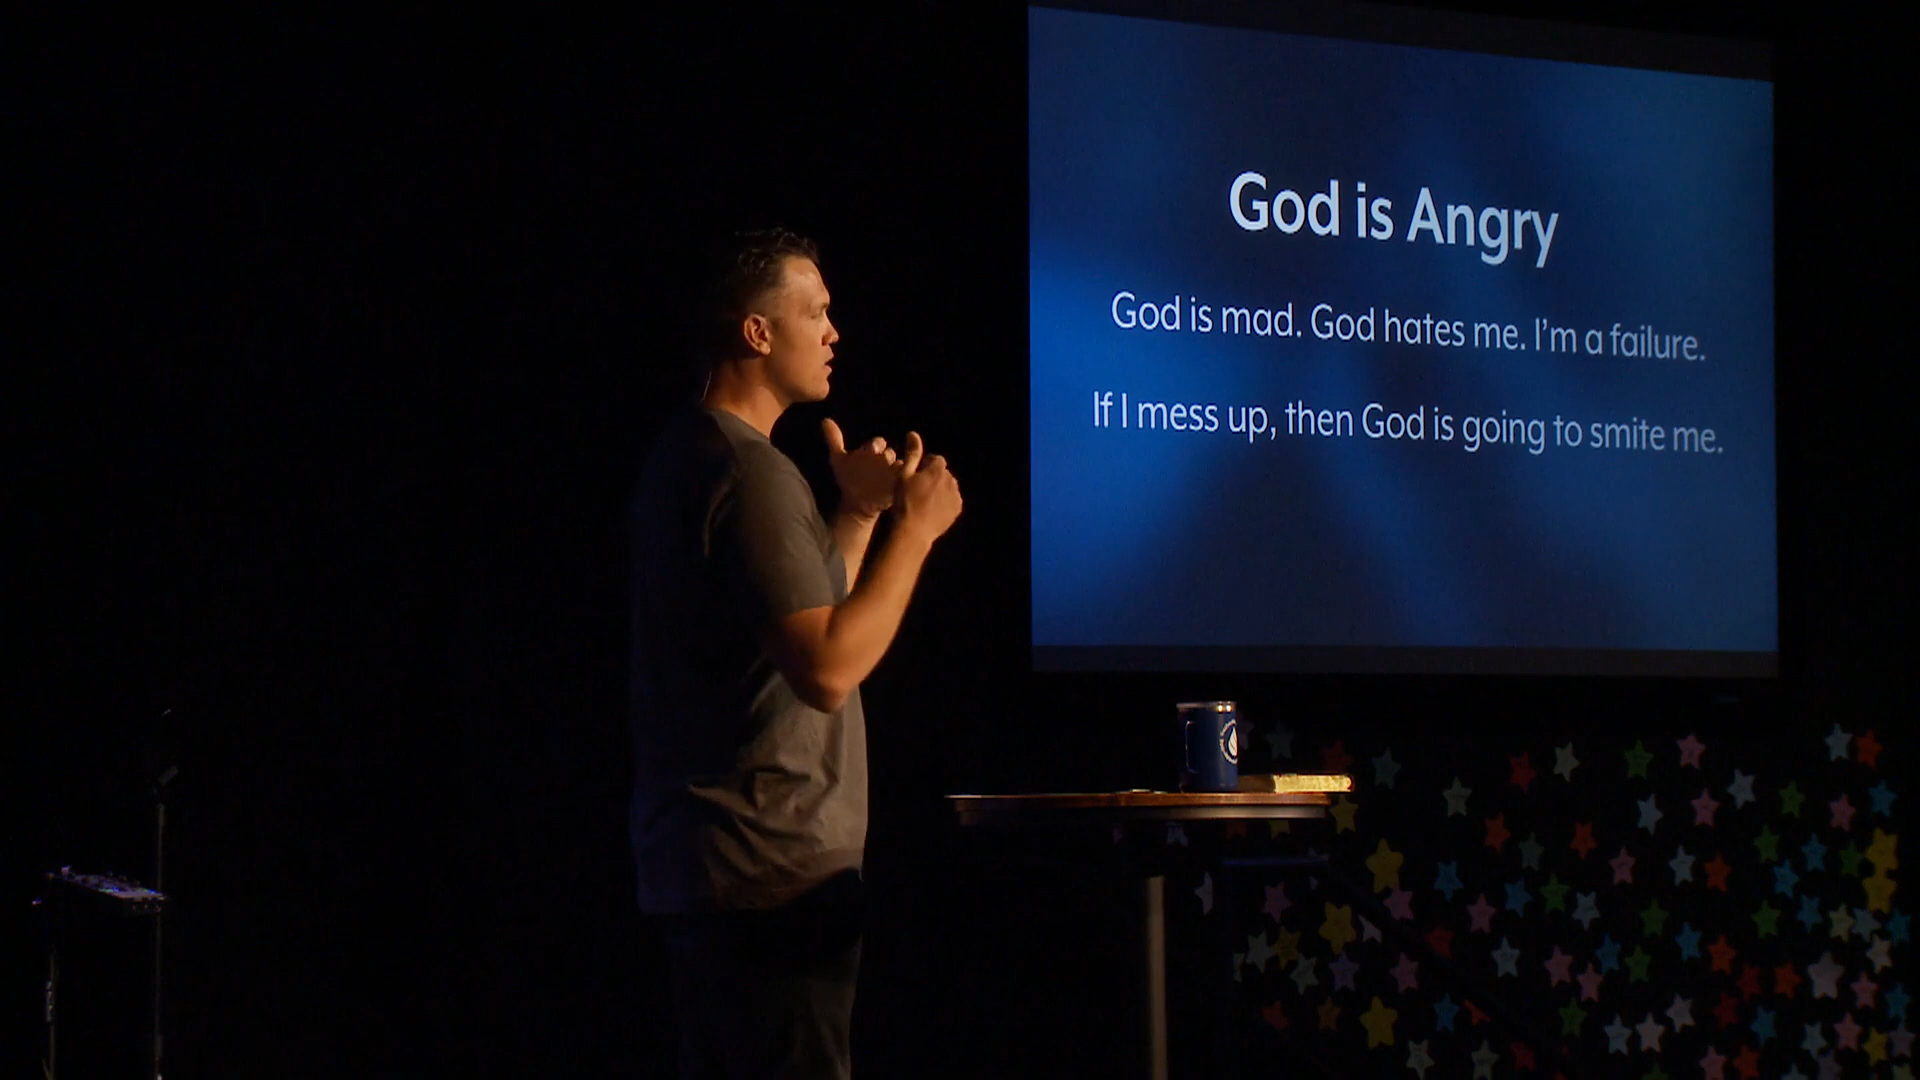 God is Angry
God is mad. God hates me. I'm a failure.
If I mess up, then God is going to smite me.